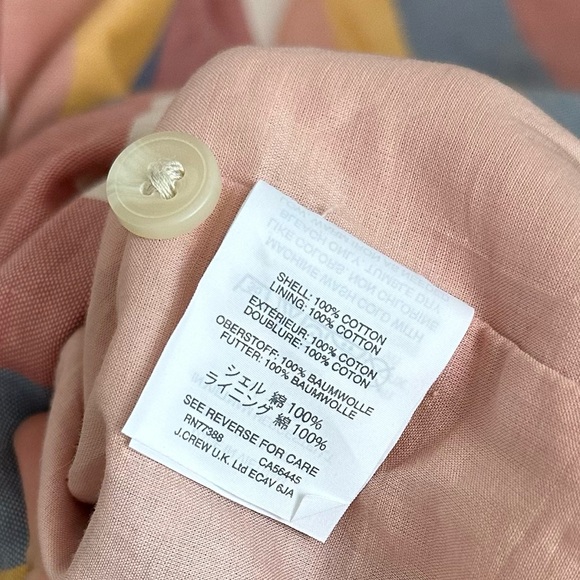 SHELL: 100% COTTON
LINING: 100% COTTON
EXTÉRIEUR: 100% COTON
DOUBLURE: 100% COTON
OBERSTOFF: 100% BAUMWOLLE
FUTTER: 100% BAUMWOLLE
シェル 綿 100%
ライニング 綿 100%
SEE REVERSE FOR CARE
RN77388 CA56445
J.CREW U.K. Ltd EC4V 6JA